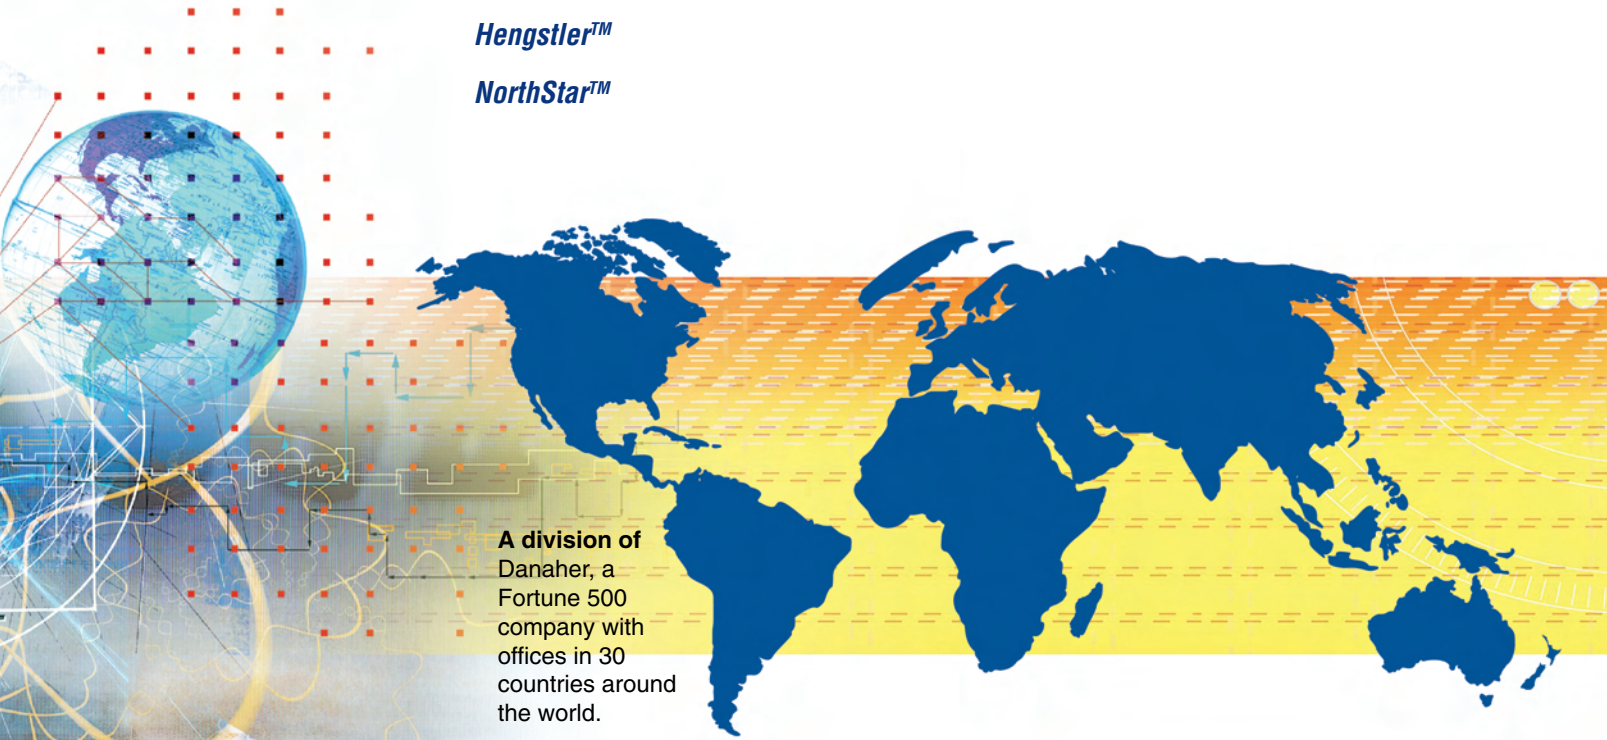 Hengstler™
NorthStar™
A division of
Danaher, a
Fortune 500
company with
offices in 30
countries around
the world.